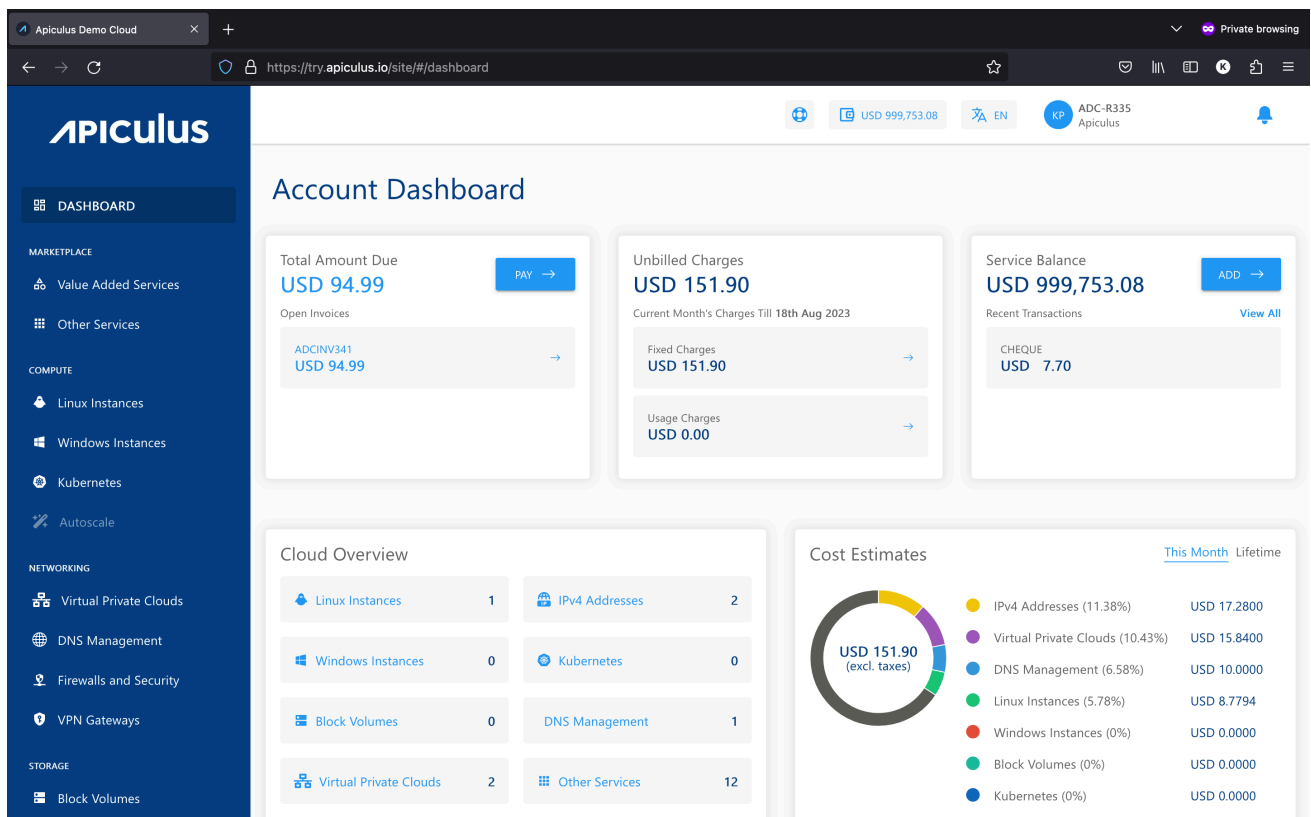 Apiculus Demo Cloud
Private browsing
https://try.apiculus.io/site/#/dashboard
K
APICULUS
USD 999,753.08
EN
KP
ADC-R335
Apiculus
DASHBOARD
MARKETPLACE
Value Added Services
Other Services
COMPUTE
Linux Instances
Windows Instances
Kubernetes
Autoscale
NETWORKING
Virtual Private Clouds
DNS Management
Firewalls and Security
VPN Gateways
STORAGE
Block Volumes
Account Dashboard
Total Amount Due
USD 94.99
PAY →
Open Invoices
ADCINV341
USD 94.99
Unbilled Charges
USD 151.90
Current Month's Charges Till 18th Aug 2023
Fixed Charges
USD 151.90
Usage Charges
USD 0.00
Service Balance
USD 999,753.08
ADD →
Recent Transactions View All
CHEQUE
USD 7.70
Cloud Overview
Linux Instances 1
IPv4 Addresses 2
Windows Instances 0
Kubernetes 0
Block Volumes 0
DNS Management 1
Virtual Private Clouds 2
Other Services 12
Cost Estimates
This Month Lifetime
USD 151.90
(excl. taxes)
IPv4 Addresses (11.38%) USD 17.2800
Virtual Private Clouds (10.43%) USD 15.8400
DNS Management (6.58%) USD 10.0000
Linux Instances (5.78%) USD 8.7794
Windows Instances (0%) USD 0.0000
Block Volumes (0%) USD 0.0000
Kubernetes (0%) USD 0.0000